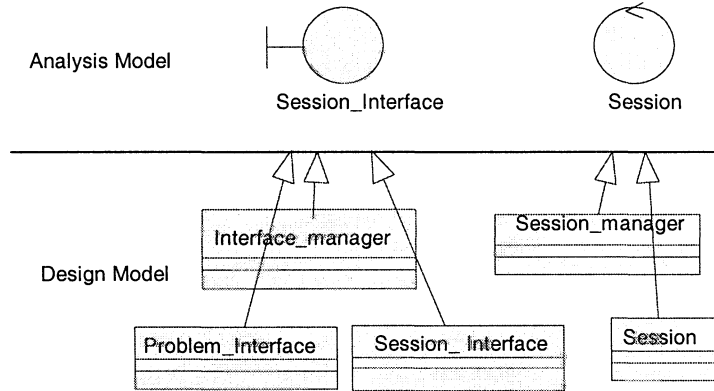 Analysis Model
Session_Interface
Session
Interface_manager
Session_manager
Design Model
Problem_Interface
Session_ Interface
Session